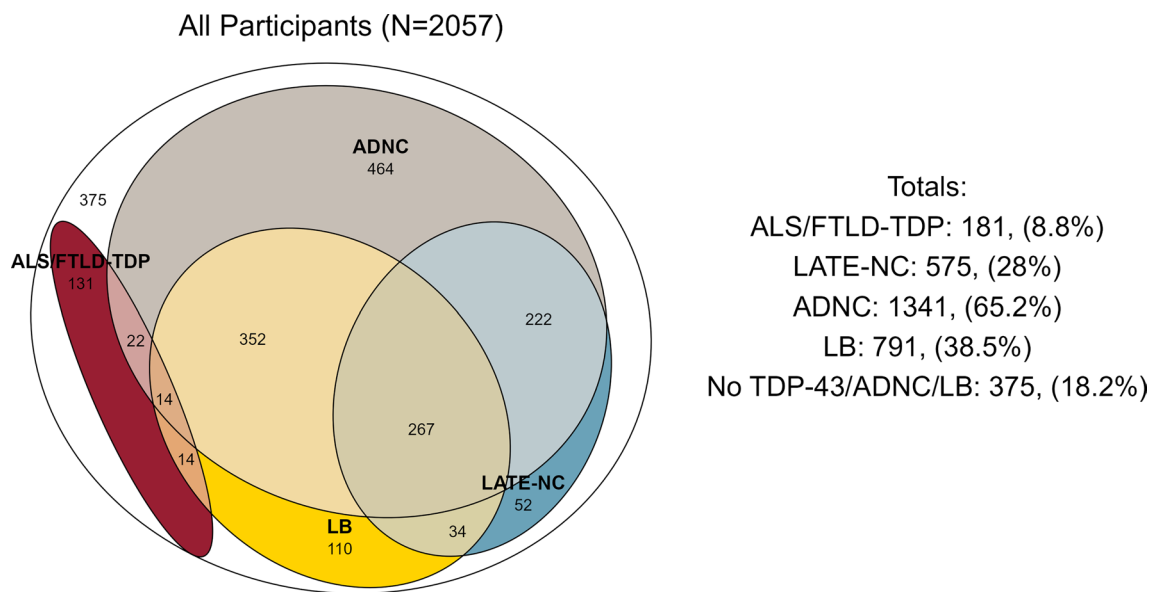 All Participants (N=2057)
ADNC
464
375
ALS/FTLD-TDP
131
22
352
222
14
267
14
LATE-NC
52
LB
110
34
Totals:
ALS/FTLD-TDP: 181, (8.8%)
LATE-NC: 575, (28%)
ADNC: 1341, (65.2%)
LB: 791, (38.5%)
No TDP-43/ADNC/LB: 375, (18.2%)